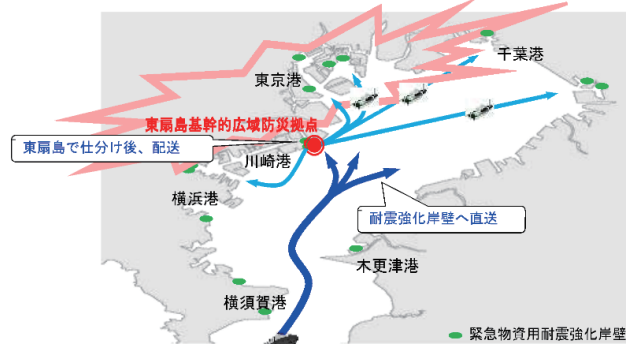 千葉港
東京港
東扇島基幹的広域防災拠点
東扇島で仕分け後、配送
川崎港
横浜港
耐震強化岸壁へ直送
木更津港
横須賀港
緊急物資用耐震強化岸壁